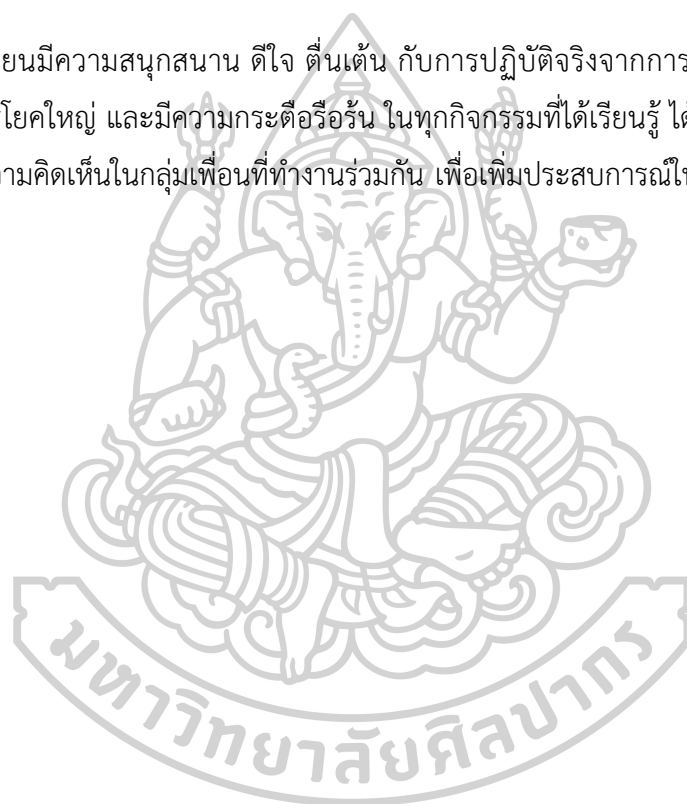 ยนมีความสนุกสนาน ดีใจ ตื่นเต้น กับการปฏิบัติจริงจากการ
โยคใหญ่ และมีความกระตือรือร้น ในทุกกิจกรรมที่ได้เรียนรู้ ได้
ามคิดเห็นในกลุ่มเพื่อนที่ทำงานร่วมกัน เพื่อเพิ่มประสบการณ์ใน
มหาวิทยาลัยศิลปากร